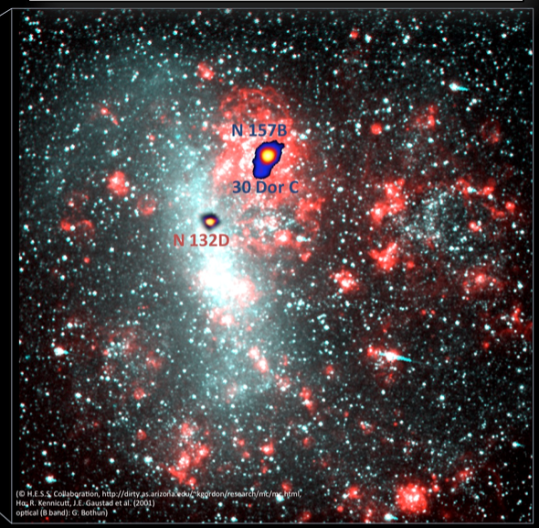 N 157B
30 Dor C
N 132D
(© H.E.S.S. Collaboration, http://dirty.as.arizona.edu/~kgordon/research/mc/mc.html,
Hα: R. Kennicutt, J.E. Gaustad et al. (2001)
optical (B band): G. Bothun)